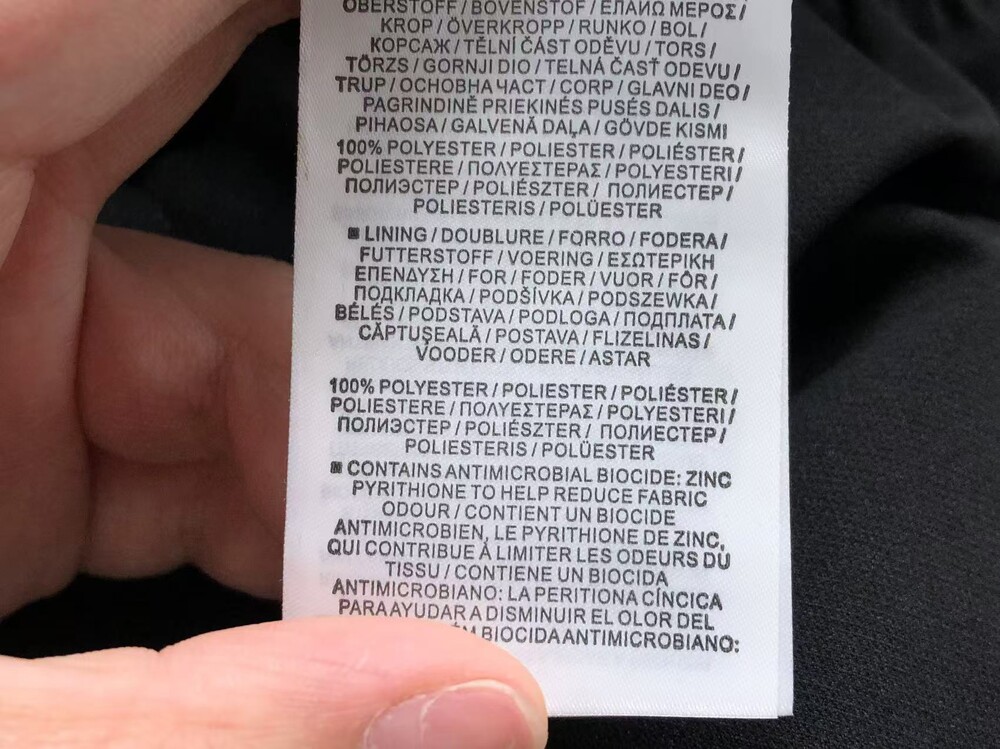 OBERSTOFF / BOVENSTOF / ΕΛΑΙΩ ΜΕΡΟΣ /
KROP / ÖVERKROPP / RUNKO / BOL /
КОРСАЖ / TĚLNÍ ČÁST ODĚVU / TORS /
TÖRZS / GORNJI DIO / TELNÁ ČASŤ ODEVU /
TRUP / ОСНОВНА ЧАСТ / CORP / GLAVNI DEO /
PAGRINDINĖ PRIEKINĖS PUSĖS DALIS /
PIHAOSA / GALVENĀ DAĻA / GÖVDE KISMI
100% POLYESTER / POLIESTER / POLIÉSTER /
POLIESTERE / ΠΟΛΥΕΣΤΕΡΑΣ / POLYESTERI /
ПОЛИЭСТЕР / POLIÉSZTER / ПОЛИЕСТЕР /
POLIESTERIS / POLÜESTER
■ LINING / DOUBLURE / FORRO / FODERA /
FUTTERSTOFF / VOERING / ΕΣΩΤΕΡΙΚΗ
ΕΠΕΝΔΥΣΗ / FOR / FODER / VUOR / FÔR /
ПОДКЛАДКА / PODŠÍVKA / PODSZEWKA /
BÉLÉS / PODSTAVA / PODLOGA / ПОДПЛАТА /
CĂPTUŞEALĂ / POSTAVA / FLIZELINAS /
VOODER / ODERE / ASTAR
100% POLYESTER / POLIESTER / POLIÉSTER /
POLIESTERE / ΠΟΛΥΕΣΤΕΡΑΣ / POLYESTERI /
ПОЛИЭСТЕР / POLIÉSZTER / ПОЛИЕСТЕР /
POLIESTERIS / POLÜESTER
■ CONTAINS ANTIMICROBIAL BIOCIDE: ZINC
PYRITHIONE TO HELP REDUCE FABRIC
ODOUR / CONTIENT UN BIOCIDE
ANTIMICROBIEN, LE PYRITHIONE DE ZINC,
QUI CONTRIBUE À LIMITER LES ODEURS DU
TISSU / CONTIENE UN BIOCIDA
ANTIMICROBIANO: LA PERITIONA CÍNCICA
PARA AYUDAR A DISMINUIR EL OLOR DEL
BIOCIDA ANTIMICROBIANO: